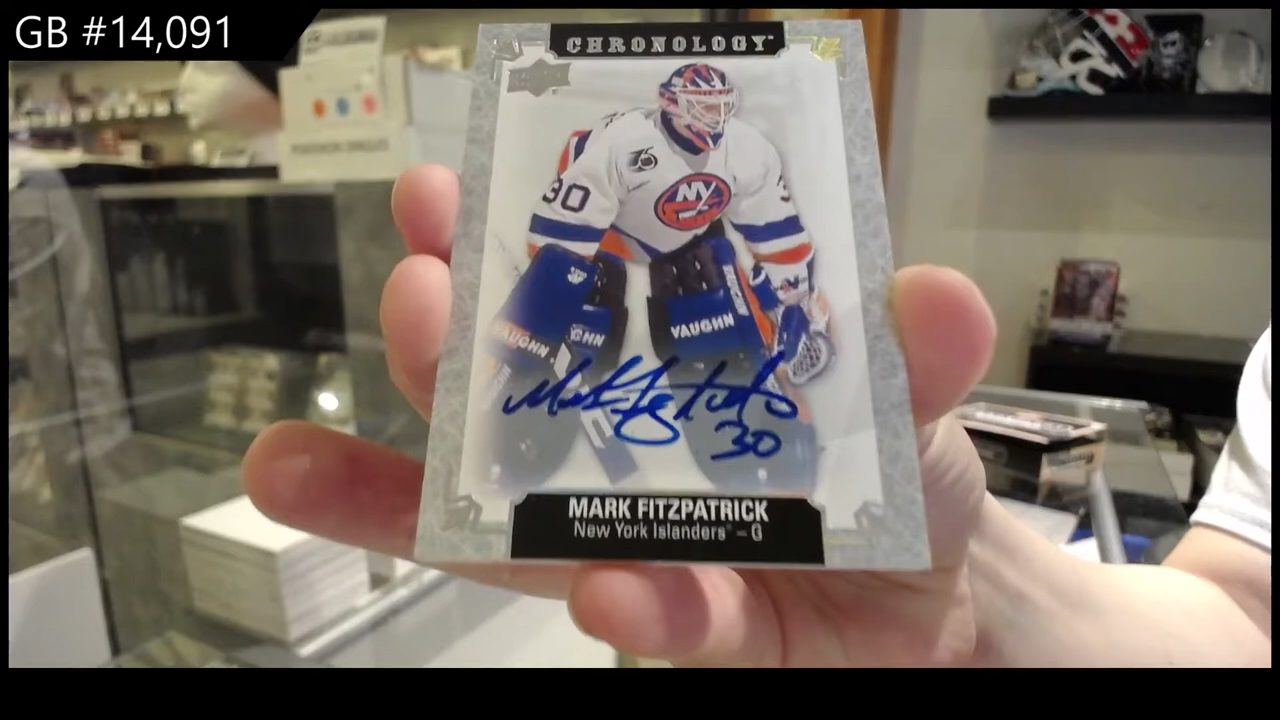 GB #14,091
CHRONOLOGY
30
NY
VAUGHN
VAUGHN
30
MARK FITZPATRICK
New York Islanders® – G